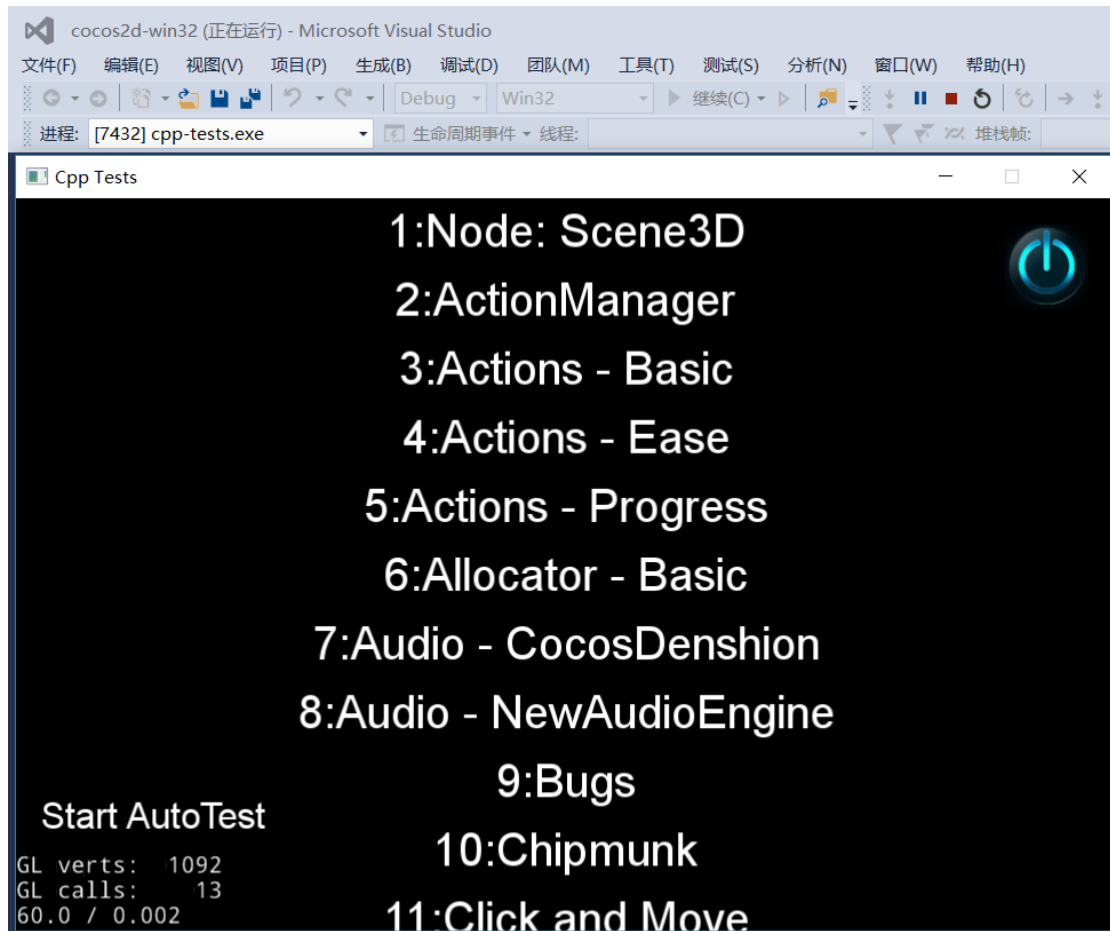 cocos2d-win32 (正在运行) - Microsoft Visual Studio
文件(F) 编辑(E) 视图(V) 项目(P) 生成(B) 调试(D) 团队(M) 工具(T) 测试(S) 分析(N) 窗口(W) 帮助(H)
Debug Win32 继续(C)
进程: [7432] cpp-tests.exe 生命周期事件 线程: 堆栈帧:
Cpp Tests
1:Node: Scene3D
2:ActionManager
3:Actions - Basic
4:Actions - Ease
5:Actions - Progress
6:Allocator - Basic
7:Audio - CocosDenshion
8:Audio - NewAudioEngine
9:Bugs
10:Chipmunk
11:Click and Move
Start AutoTest
GL verts: 1092
GL calls: 13
60.0 / 0.002